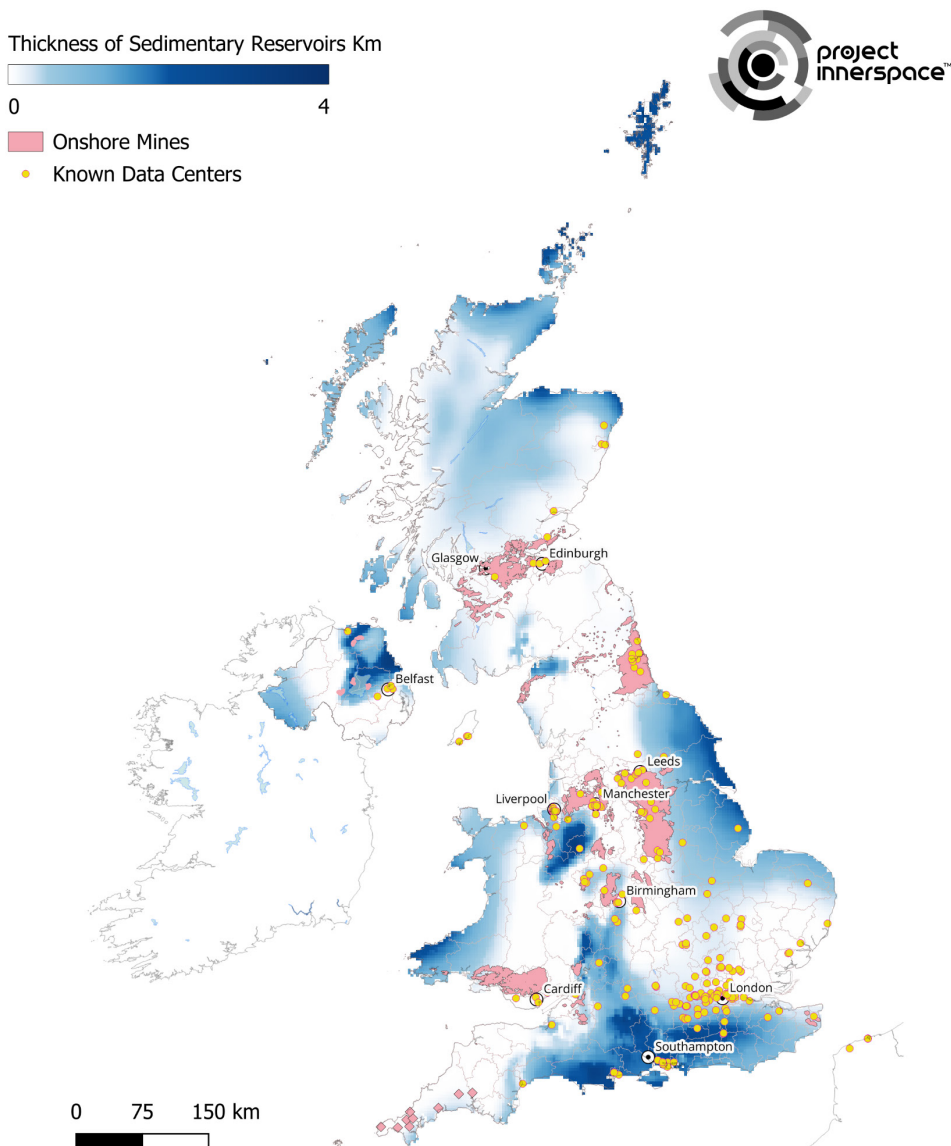 Thickness of Sedimentary Reservoirs Km
0 4
Onshore Mines
Known Data Centers
project
innerspace™
Glasgow
Edinburgh
Belfast
Leeds
Liverpool
Manchester
Birmingham
Cardiff
London
Southampton
0 75 150 km